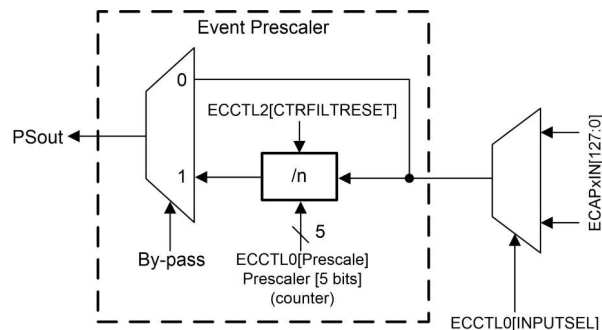 Event Prescaler
0
ECCTL2[CTRFILTRESET]
PSout
ECAPxIN[127:0]
1
/n
5
By-pass
ECCTL0[Prescale]
Prescaler [5 bits]
(counter)
ECCTL0[INPUTSEL]